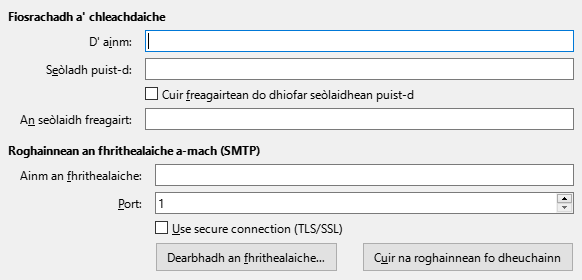 Fiosrachadh a' chleachdaiche
D' ainm:
Seòladh puist-d:
Cuir freagairtean do dhiofar seòlaidhean puist-d
An seòlaidh freagairt:
Roghainnean an fhrithealaiche a-mach (SMTP)
Ainm an fhrithealaiche:
Port: 1
Use secure connection (TLS/SSL)
Dearbhadh an fhrithealaiche... Cuir na roghainnean fo dheuchainn